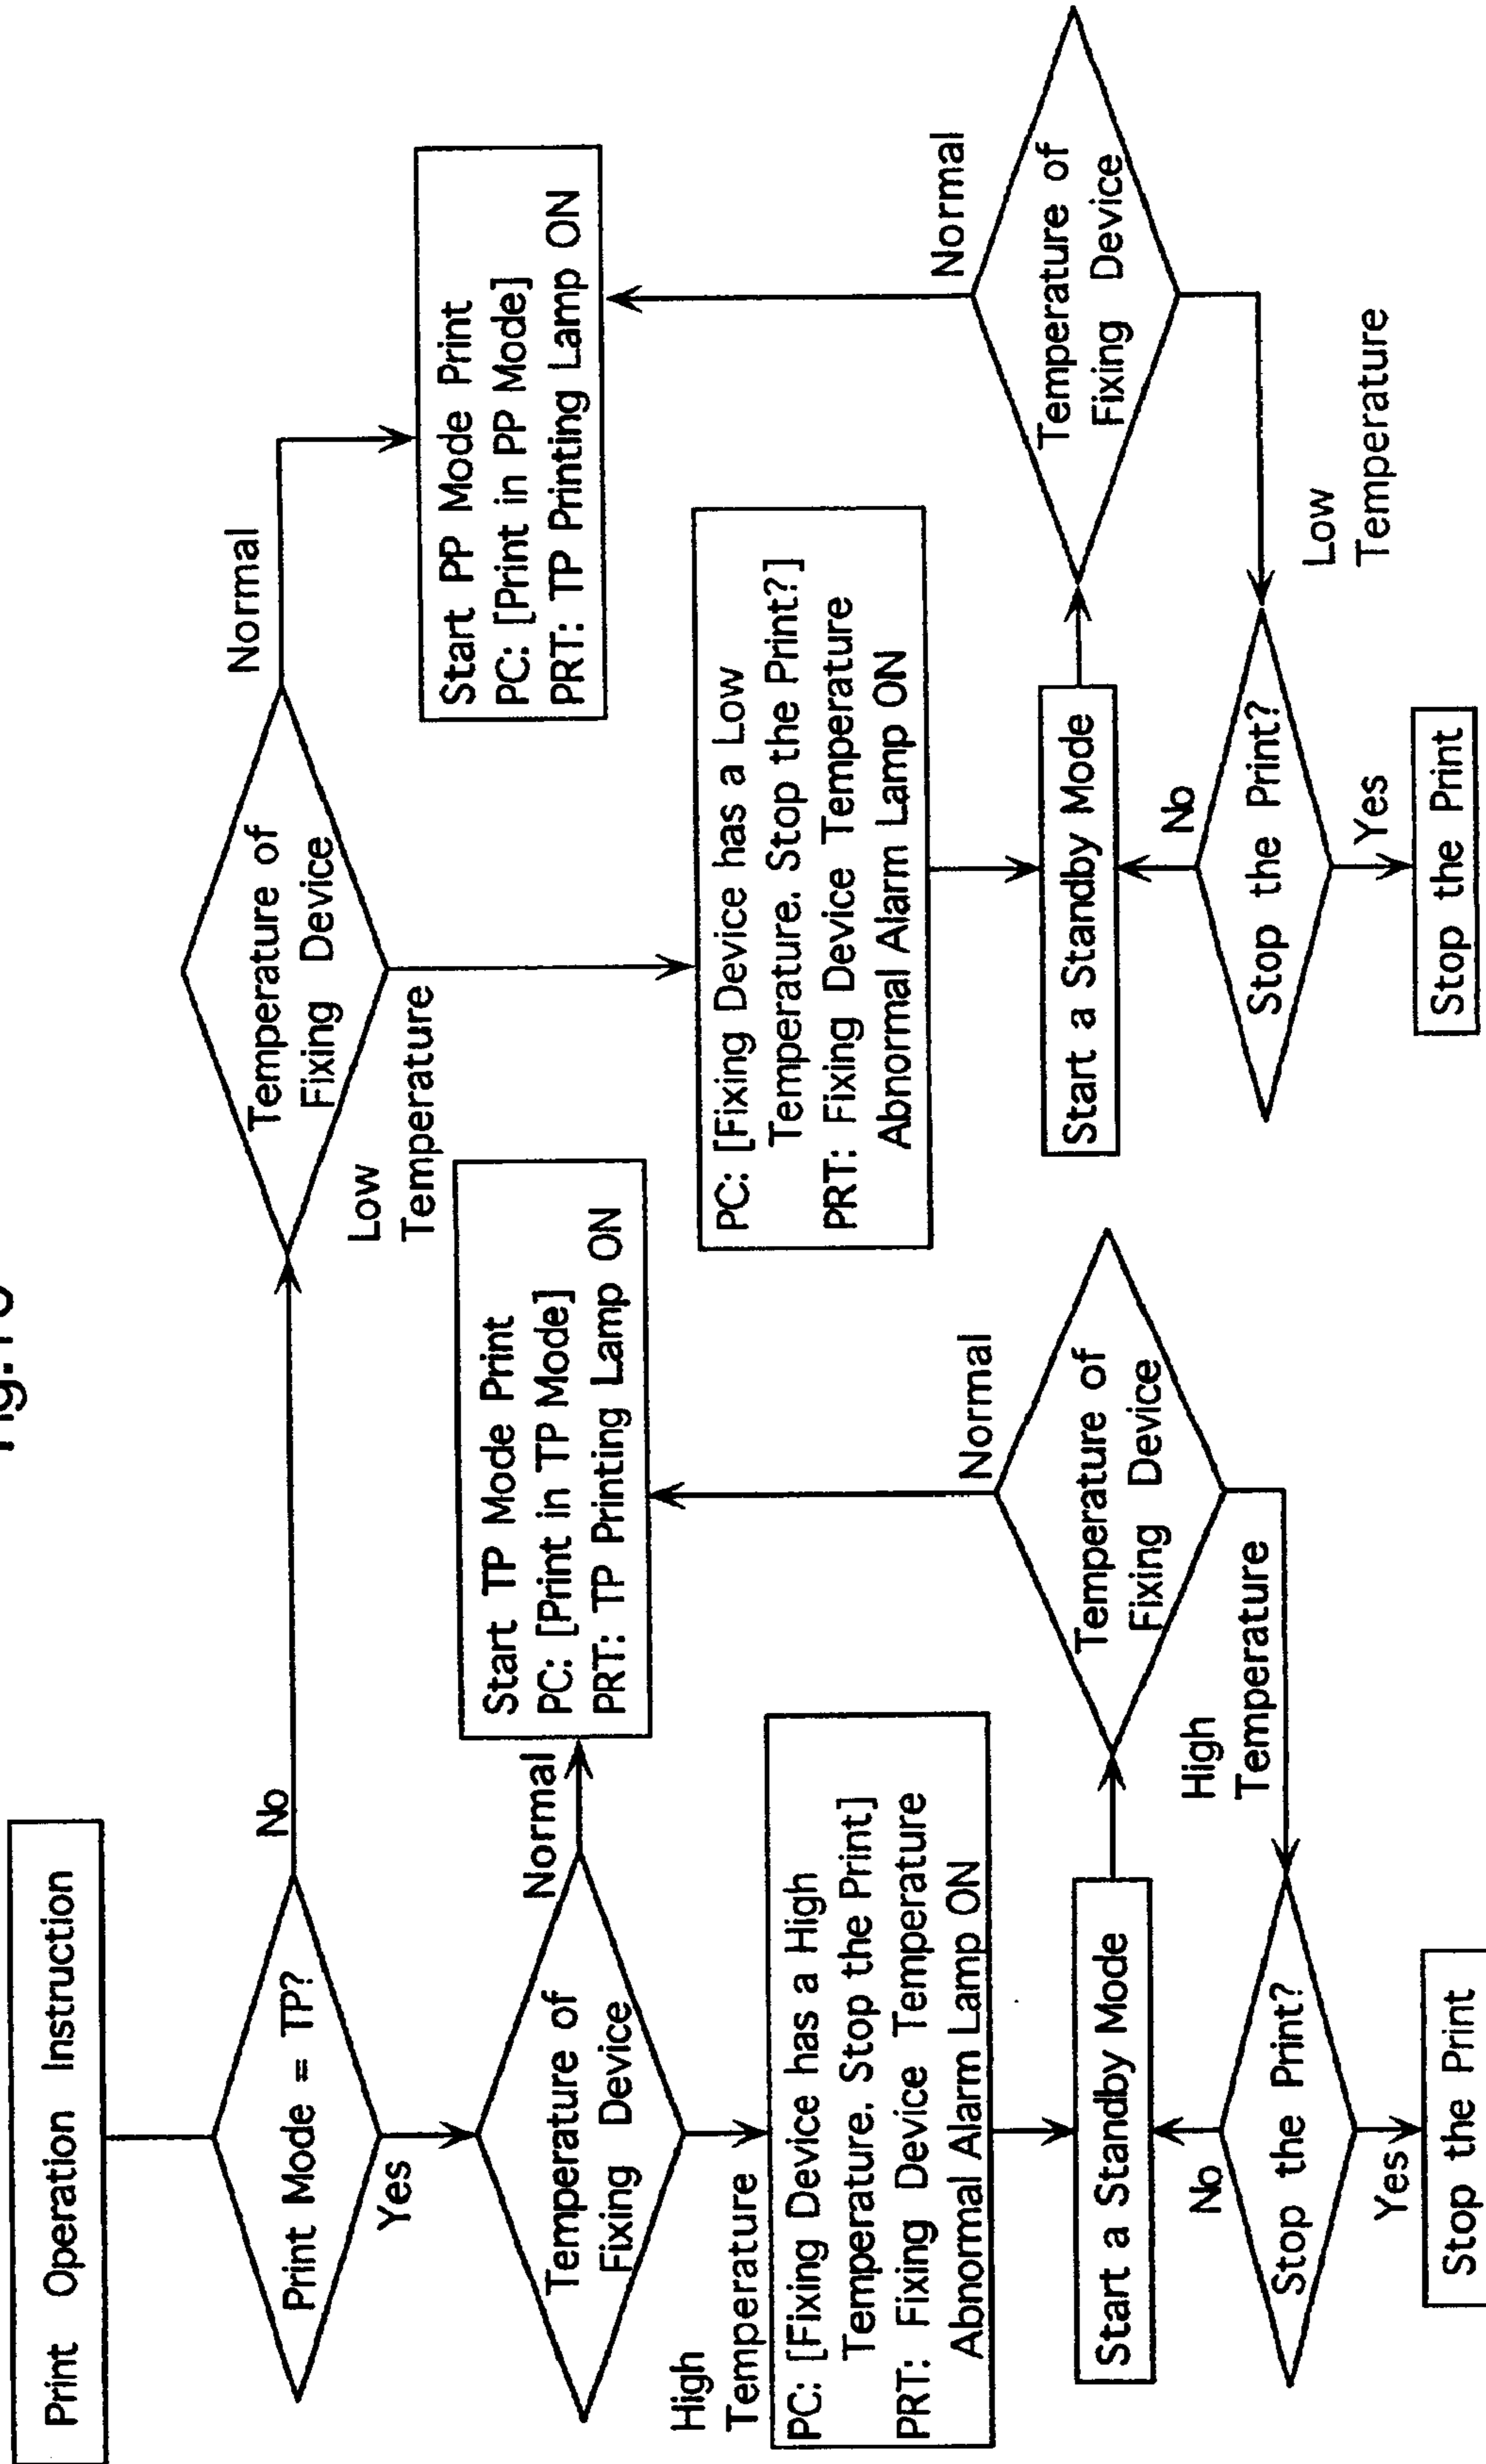 Print Operation Instruction
Print Mode = TP?
No
Yes
Temperature of
Fixing Device
Normal
High
Temperature
Start TP Mode Print
PC: [Print in TP Mode]
PRT: TP Printing Lamp ON
PC: [Fixing Device has a High
Temperature. Stop the Print]
PRT: Fixing Device Temperature
Abnormal Alarm Lamp ON
Start a Standby Mode
Temperature of
Fixing Device
Normal
High
Temperature
Stop the Print?
No
Yes
Stop the Print
Temperature of
Fixing Device
Normal
Low
Temperature
Start PP Mode Print
PC: [Print in PP Mode]
PRT: TP Printing Lamp ON
PC: [Fixing Device has a Low
Temperature. Stop the Print?]
PRT: Fixing Device Temperature
Abnormal Alarm Lamp ON
Start a Standby Mode
Temperature of
Fixing Device
Normal
Low
Temperature
Stop the Print?
No
Yes
Stop the Print